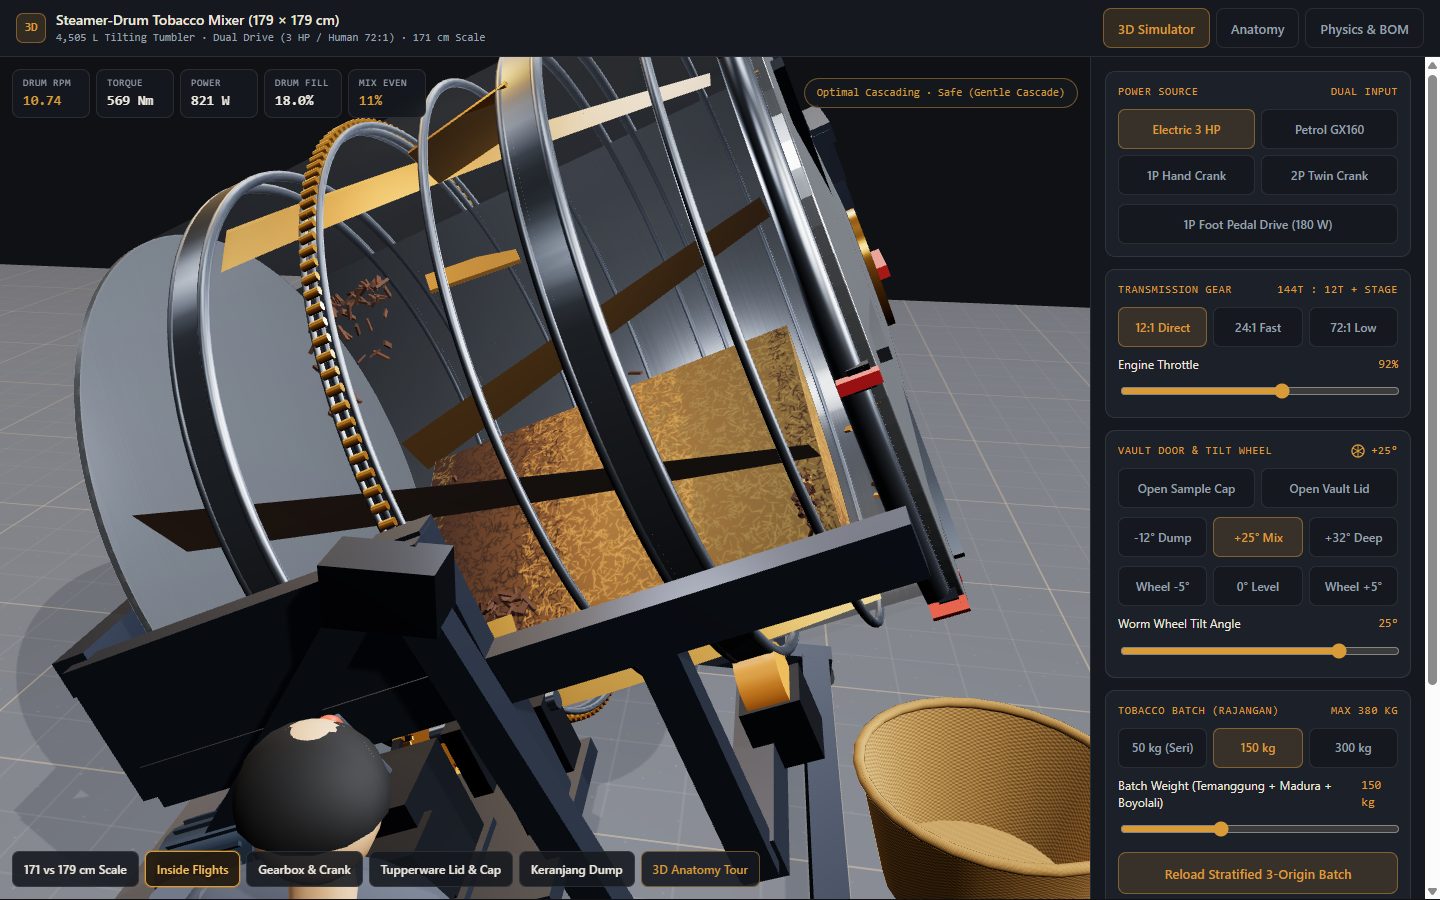 3D
Steamer-Drum Tobacco Mixer (179 × 179 cm)
4,505 L Tilting Tumbler · Dual Drive (3 HP / Human 72:1) · 171 cm Scale
3D Simulator
Anatomy
Physics & BOM
DRUM RPM
10.74
TORQUE
569 Nm
POWER
821 W
DRUM FILL
18.0%
MIX EVEN
11%
Optimal Cascading · Safe (Gentle Cascade)
POWER SOURCE
DUAL INPUT
Electric 3 HP
Petrol GX160
1P Hand Crank
2P Twin Crank
1P Foot Pedal Drive (180 W)
TRANSMISSION GEAR
144T : 12T + STAGE
12:1 Direct
24:1 Fast
72:1 Low
Engine Throttle
92%
VAULT DOOR & TILT WHEEL
+25°
Open Sample Cap
Open Vault Lid
-12° Dump
+25° Mix
+32° Deep
Wheel -5°
0° Level
Wheel +5°
Worm Wheel Tilt Angle
25°
TOBACCO BATCH (RAJANGAN)
MAX 380 KG
50 kg (Seri)
150 kg
300 kg
Batch Weight (Temanggung + Madura +
Boyolali)
150
kg
Reload Stratified 3-Origin Batch
171 vs 179 cm Scale
Inside Flights
Gearbox & Crank
Tupperware Lid & Cap
Keranjang Dump
3D Anatomy Tour